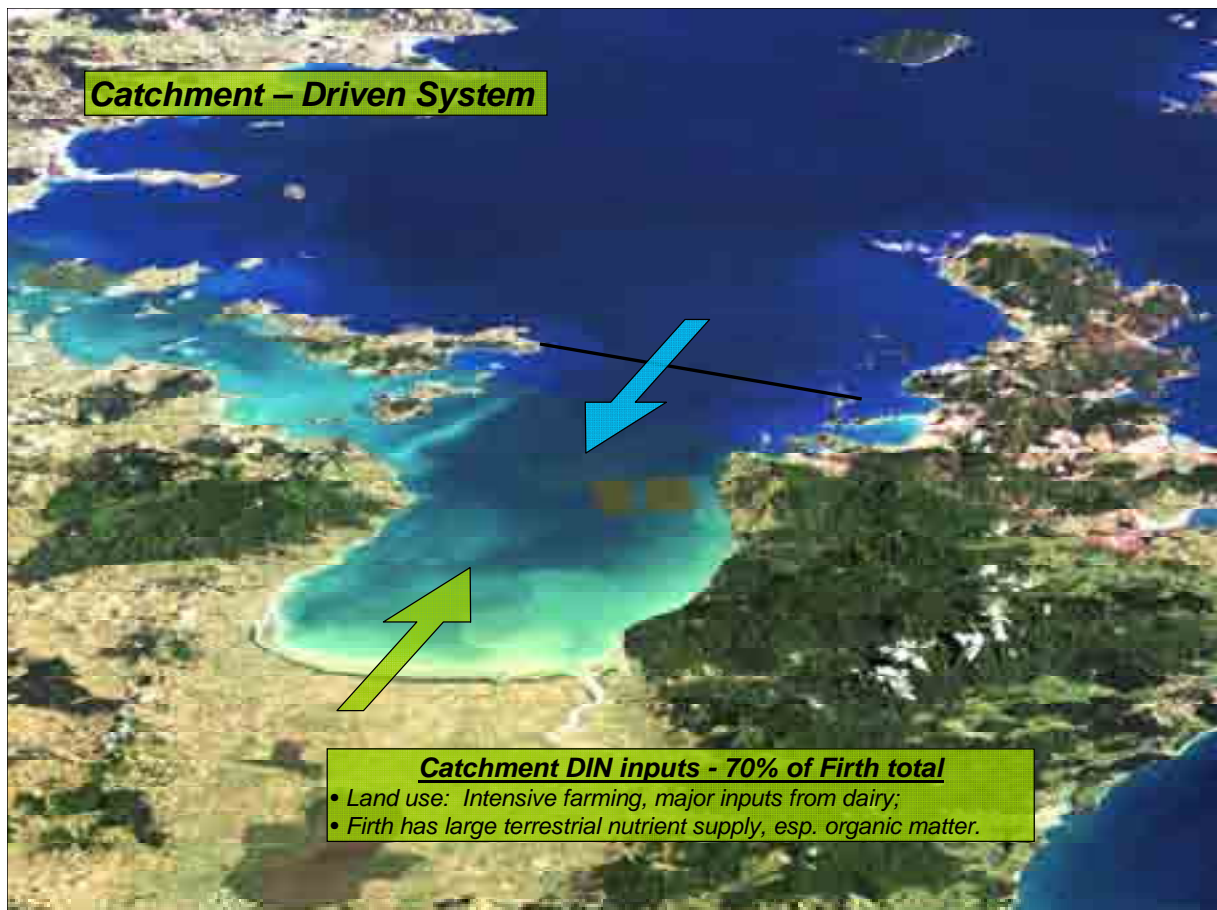 Catchment – Driven System
Catchment DIN inputs - 70% of Firth total
• Land use:  Intensive farming, major inputs from dairy;
• Firth has large terrestrial nutrient supply, esp. organic matter.